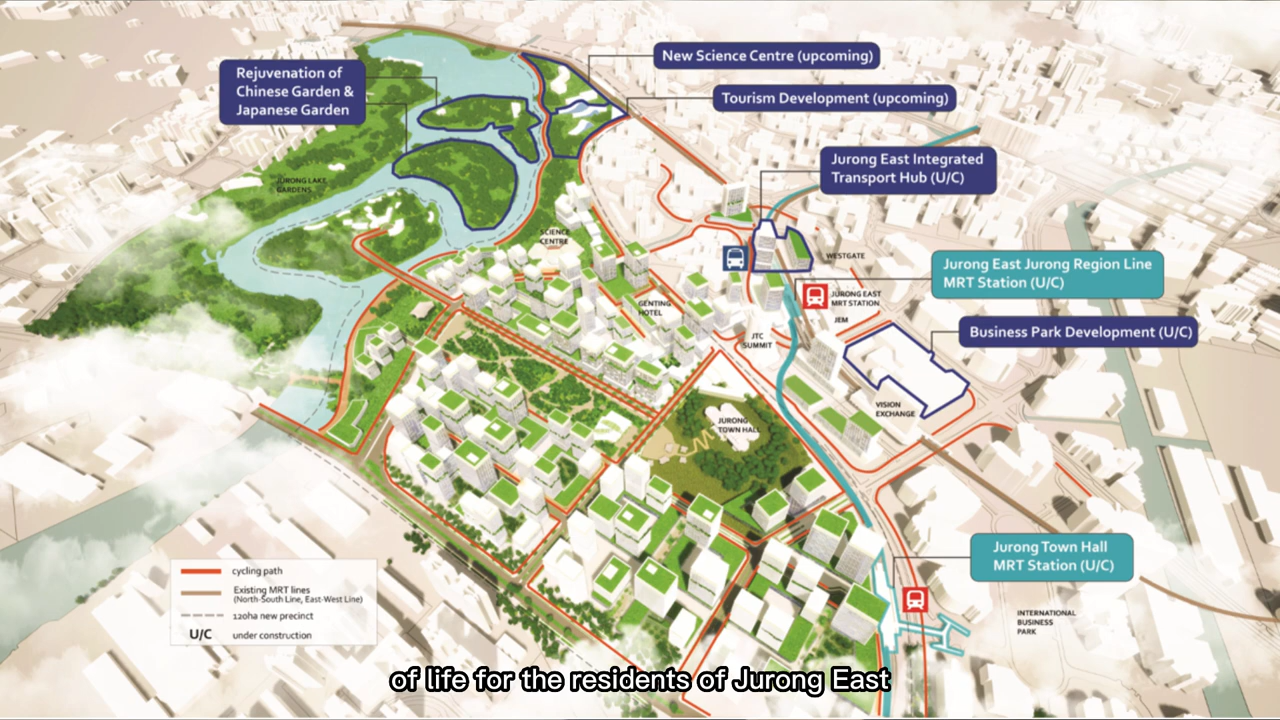 New Science Centre (upcoming)
Rejuvenation of
Chinese Garden &
Japanese Garden
Tourism Development (upcoming)
Jurong East Integrated
Transport Hub (U/C)
JURONG LAKE
GARDENS
SCIENCE
CENTRE
WESTGATE
Jurong East Jurong Region Line
MRT Station (U/C)
JURONG EAST
MRT STATION
GENTING
HOTEL
JEM
Business Park Development (U/C)
JTC
SUMMIT
VISION
EXCHANGE
JURONG
TOWN HALL
Jurong Town Hall
MRT Station (U/C)
cycling path
Existing MRT lines
(North-South Line, East-West Line)
120ha new precinct
U/C under construction
INTERNATIONAL
BUSINESS
PARK
of life for the residents of Jurong East